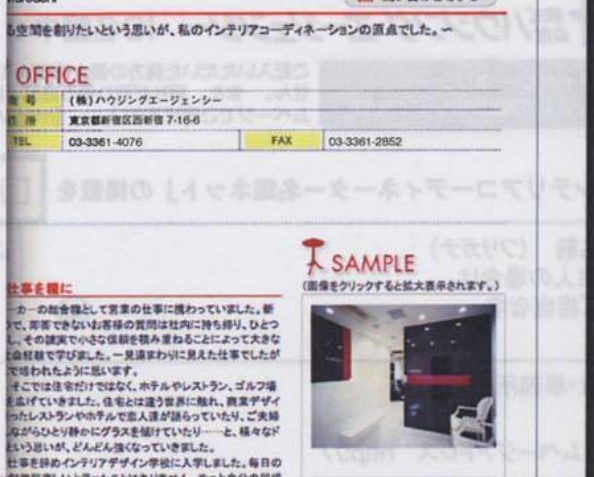 る空間を創りたいという思いが、私のインテリアコーディネーションの原点でした。〜
OFFICE
商 号 (株)ハウジングエージェンシー
住 所 東京都新宿区西新宿 7-16-6
TEL 03-3361-4076 FAX 03-3361-2852
SAMPLE
(画像をクリックすると拡大表示されます。)
仕事を糧に
ーカーの総合職として営業の仕事に携わっていました。新
で、即答できないお客様の質問は社内に持ち帰り、ひとつ
し、その誠実で小さな信頼を積み重ねることによって大きな
会経験で学びました。一見遠まわりに見えた仕事でしたが
で培われたように思います。
そこでは住宅だけではなく、ホテルやレストラン、ゴルフ場
を広げていきました。住宅とは違う世界に触れ、商業デザイ
ったレストランやホテルで恋人達が語らっていたり、ご夫婦
ながらひとり静かにグラスを傾けていたり……と、様々なド
という思いが、どんどん強くなっていきました。
仕事を辞めインテリアデザイン学校に入学しました。毎日の